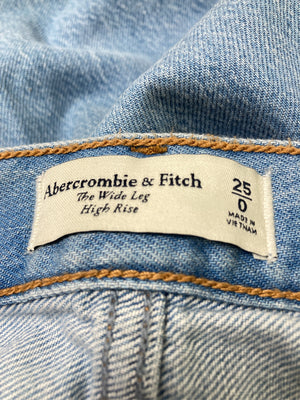 Abercrombie & Fitch
The Wide Leg
High Rise
25
0
MADE IN
VIETNAM